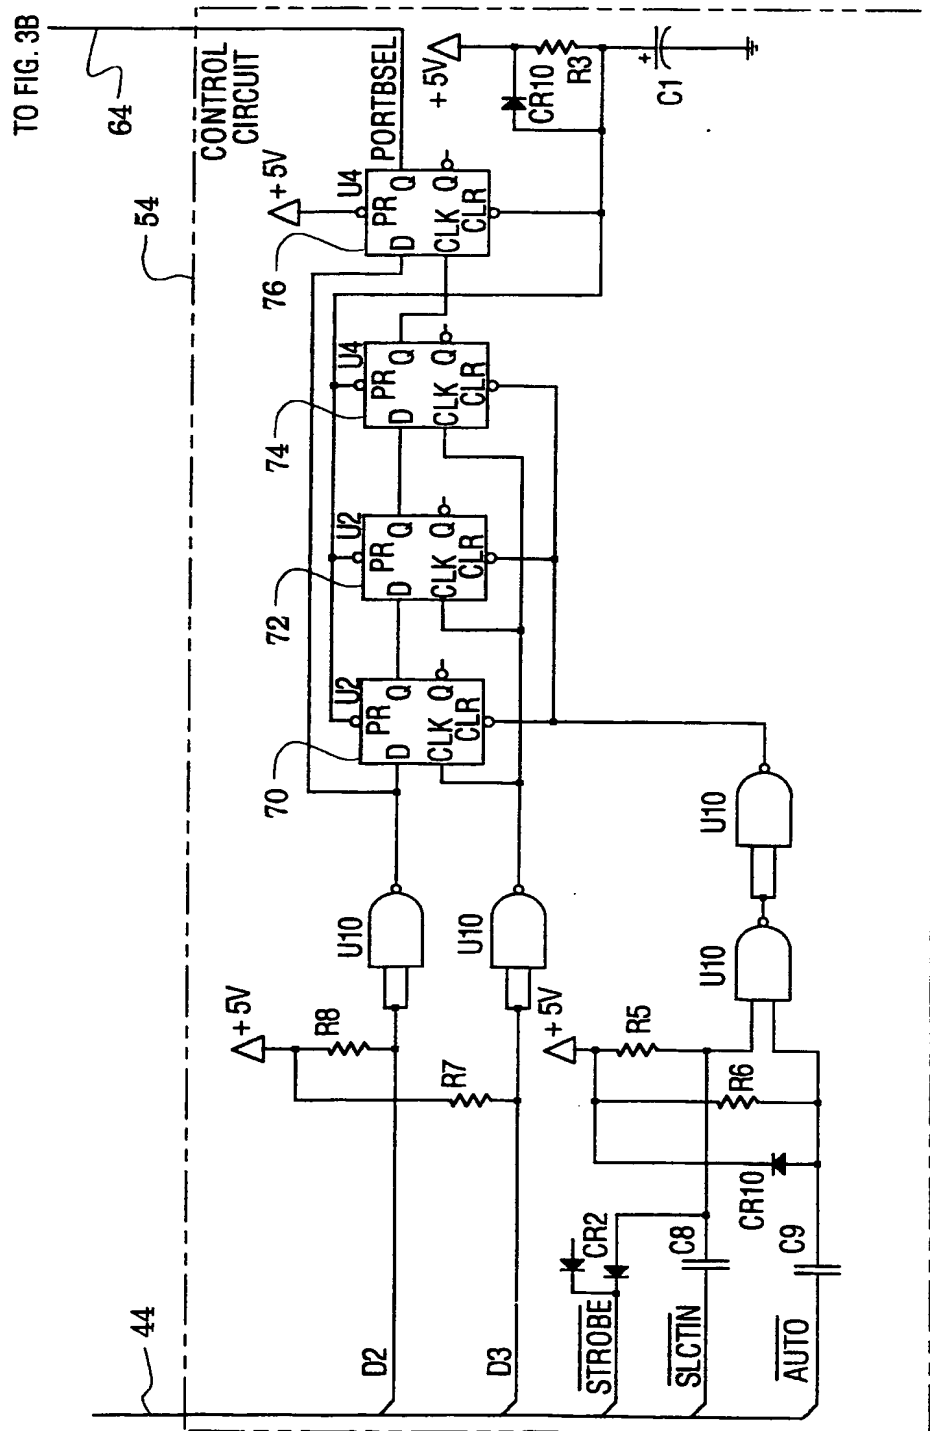 TO FIG. 3B
64
54
44
CONTROL
CIRCUIT
PORTBSEL
+5V
CR10
R3
+
C1
+5V
76
U4
PR
D
Q
CLK
Q
CLR
74
U4
PR
D
Q
CLK
Q
CLR
72
U2
PR
D
Q
CLK
Q
CLR
70
U2
PR
D
Q
CLK
Q
CLR
U10
U10
U10
U10
+5V
R8
R7
+5V
R5
R6
CR10
CR2
C8
C9
D2
D3
STROBE
SLCTIN
AUTO